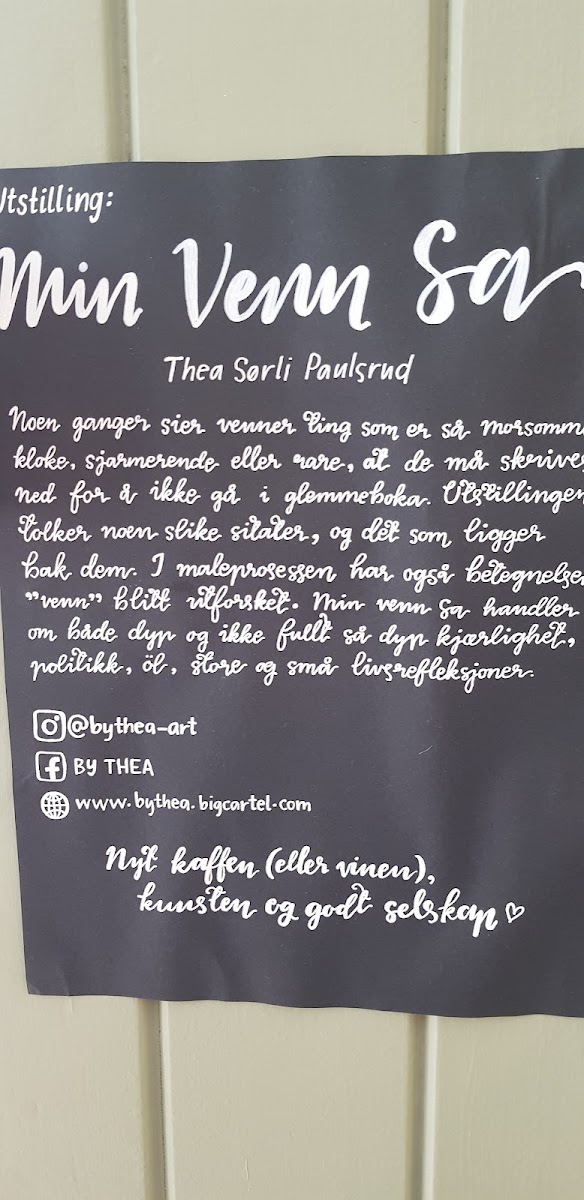 Utstilling:
Min Venn Sa
Thea Sørli Paulsrud
Noen ganger sier venner ting som er så morsomme
kloke, sjarmerende eller rare, at de må skrives
ned for å ikke gå i glemmeboka. Utstillingen
tolker noen slike sitater, og det som ligger
bak dem. I maleprosessen har også betegnelsen
"venn" blitt utforsket. Min venn sa handler
om både dyp og ikke fullt så dyp kjærlighet,
politikk, öl, store og små livsrefleksjoner.
@bythea-art
BY THEA
www.bythea.bigcartel.com
Nyt kaffen (eller vinen),
kunsten og godt selskap ♡